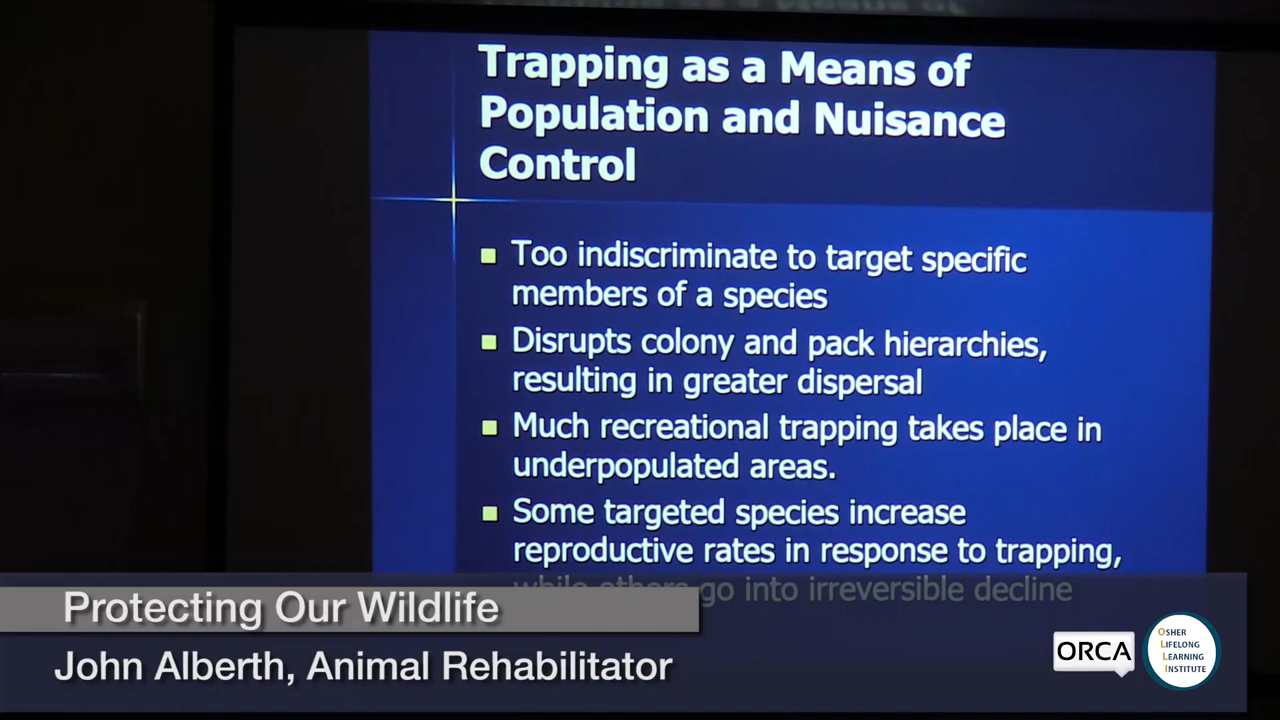 Trapping as a Means of
Population and Nuisance
Control
Too indiscriminate to target specific
members of a species
Disrupts colony and pack hierarchies,
resulting in greater dispersal
Much recreational trapping takes place in
underpopulated areas.
Some targeted species increase
reproductive rates in response to trapping,
while others go into irreversible decline
Protecting Our Wildlife
John Alberth, Animal Rehabilitator
ORCA
OSHER
LIFELONG
LEARNING
INSTITUTE